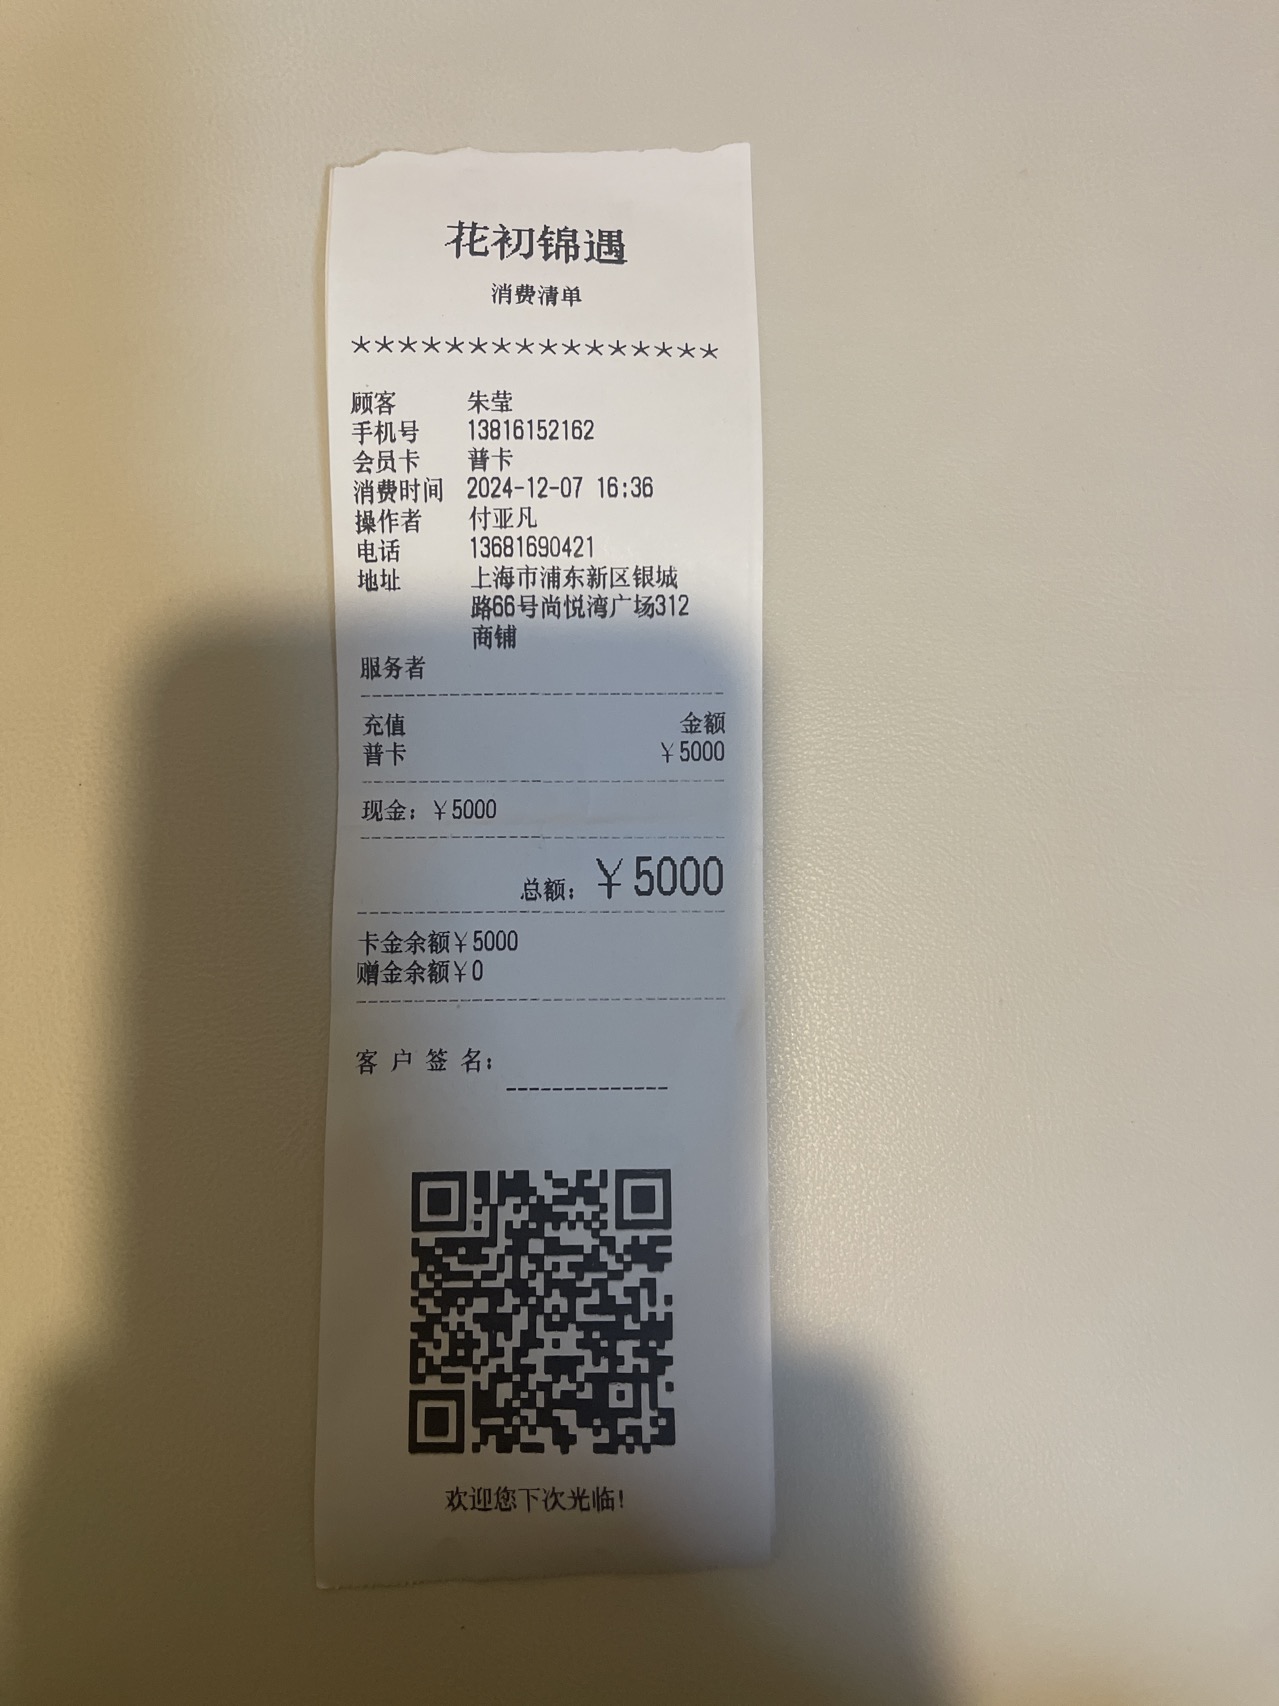 花初锦遇
消费清单
****************
顾客 朱莹
手机号 13816152162
会员卡 普卡
消费时间 2024-12-07 16:36
操作者 付亚凡
电话 13681690421
地址 上海市浦东新区银城
路66号尚悦湾广场312
商铺
服务者
充值 金额
普卡 ￥5000
现金：￥5000
总额：￥5000
卡金余额￥5000
赠金余额￥0
客 户 签 名：
欢迎您下次光临!